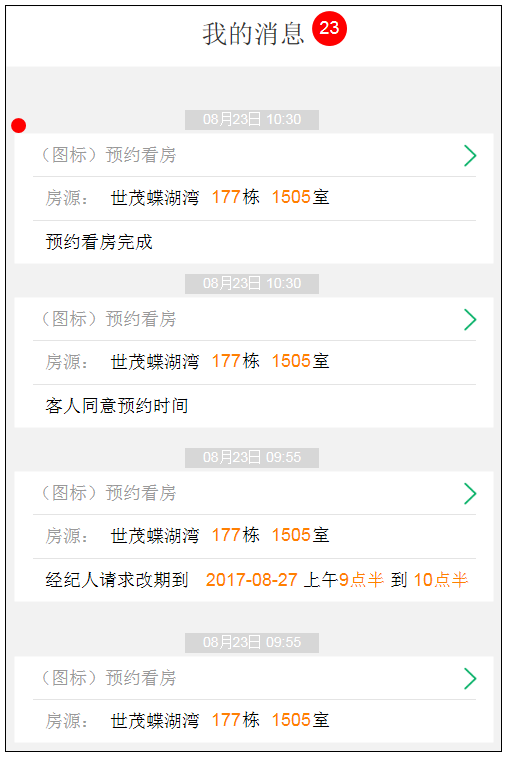 我的消息 23
08月23日 10:30
（图标）预约看房
房源： 世茂蝶湖湾 177栋 1505室
预约看房完成
08月23日 10:30
（图标）预约看房
房源： 世茂蝶湖湾 177栋 1505室
客人同意预约时间
08月23日 09:55
（图标）预约看房
房源： 世茂蝶湖湾 177栋 1505室
经纪人请求改期到 2017-08-27 上午9点半 到 10点半
08月23日 09:55
（图标）预约看房
房源： 世茂蝶湖湾 177栋 1505室